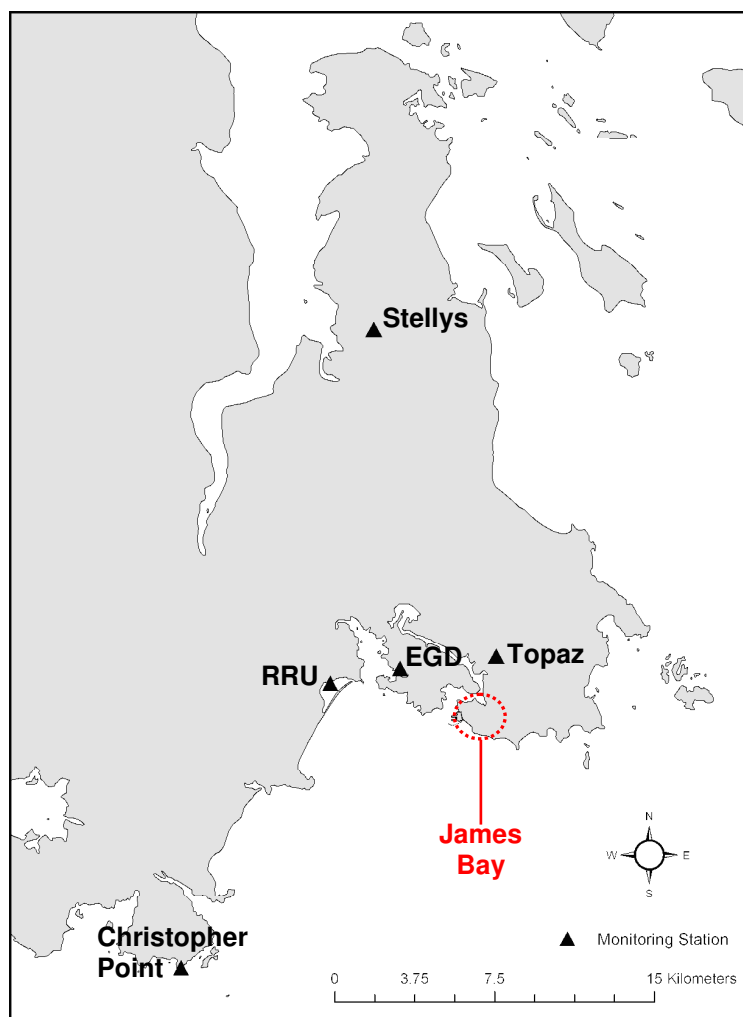 Stellys
EGD
Topaz
RRU
James
Bay
N
W E
S
Christopher
Point
Monitoring Station
0 3.75 7.5 15 Kilometers